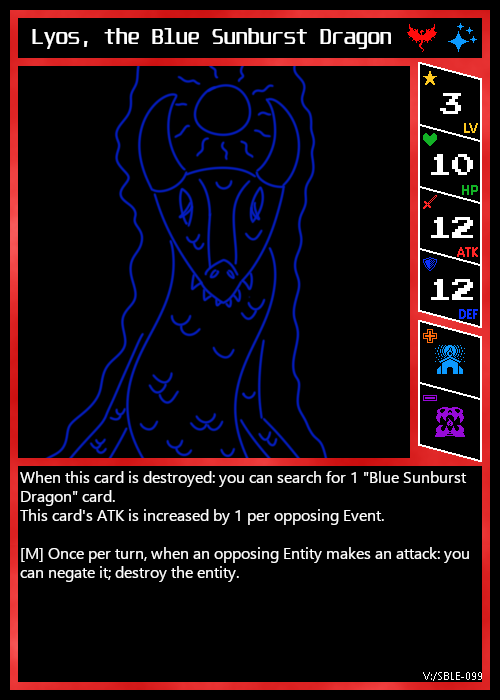 Lyos, the Blue Sunburst Dragon
3
LV
10
HP
12
ATK
12
DEF
When this card is destroyed: you can search for 1 "Blue Sunburst
Dragon" card.
This card's ATK is increased by 1 per opposing Event.
[M] Once per turn, when an opposing Entity makes an attack: you
can negate it; destroy the entity.
V:/SBLE-099